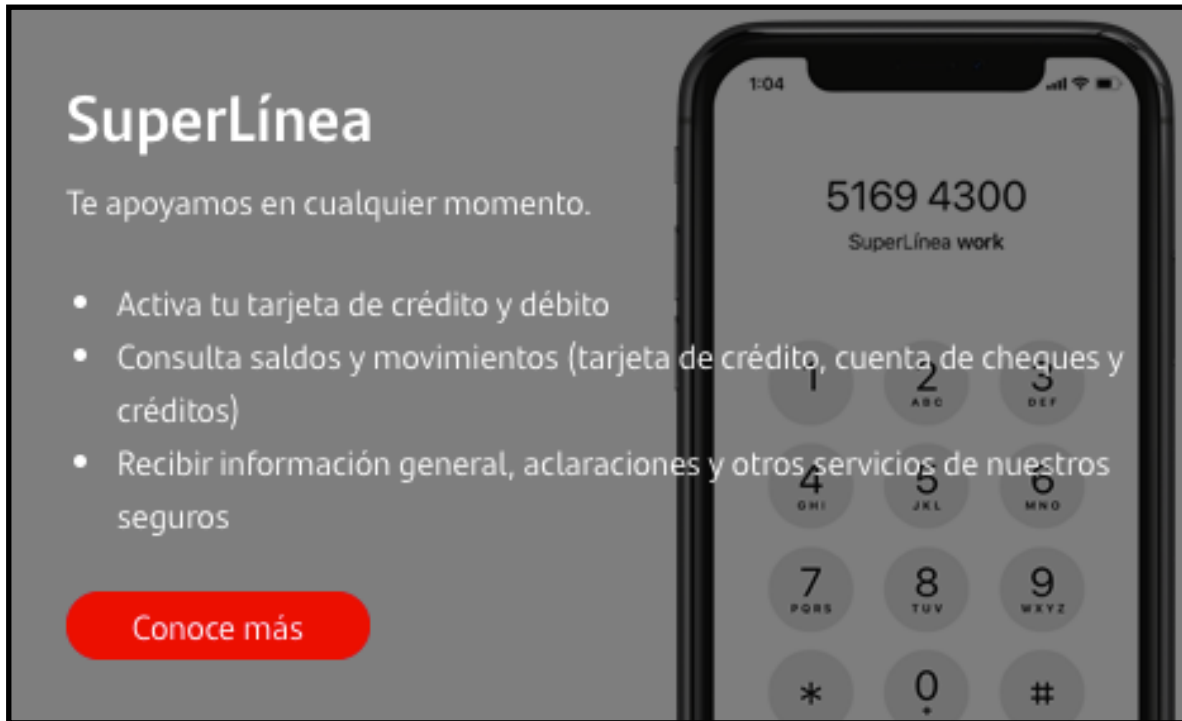 SuperLínea
Te apoyamos en cualquier momento.
• Activa tu tarjeta de crédito y débito
• Consulta saldos y movimientos (tarjeta de crédito, cuenta de cheques y
créditos)
• Recibir información general, aclaraciones y otros servicios de nuestros
seguros
Conoce más
1:04
5169 4300
SuperLínea work
1 2 ABC 3 DEF
4 GHI 5 JKL 6 MNO
7 PQRS 8 TUV 9 WXYZ
* 0 + #